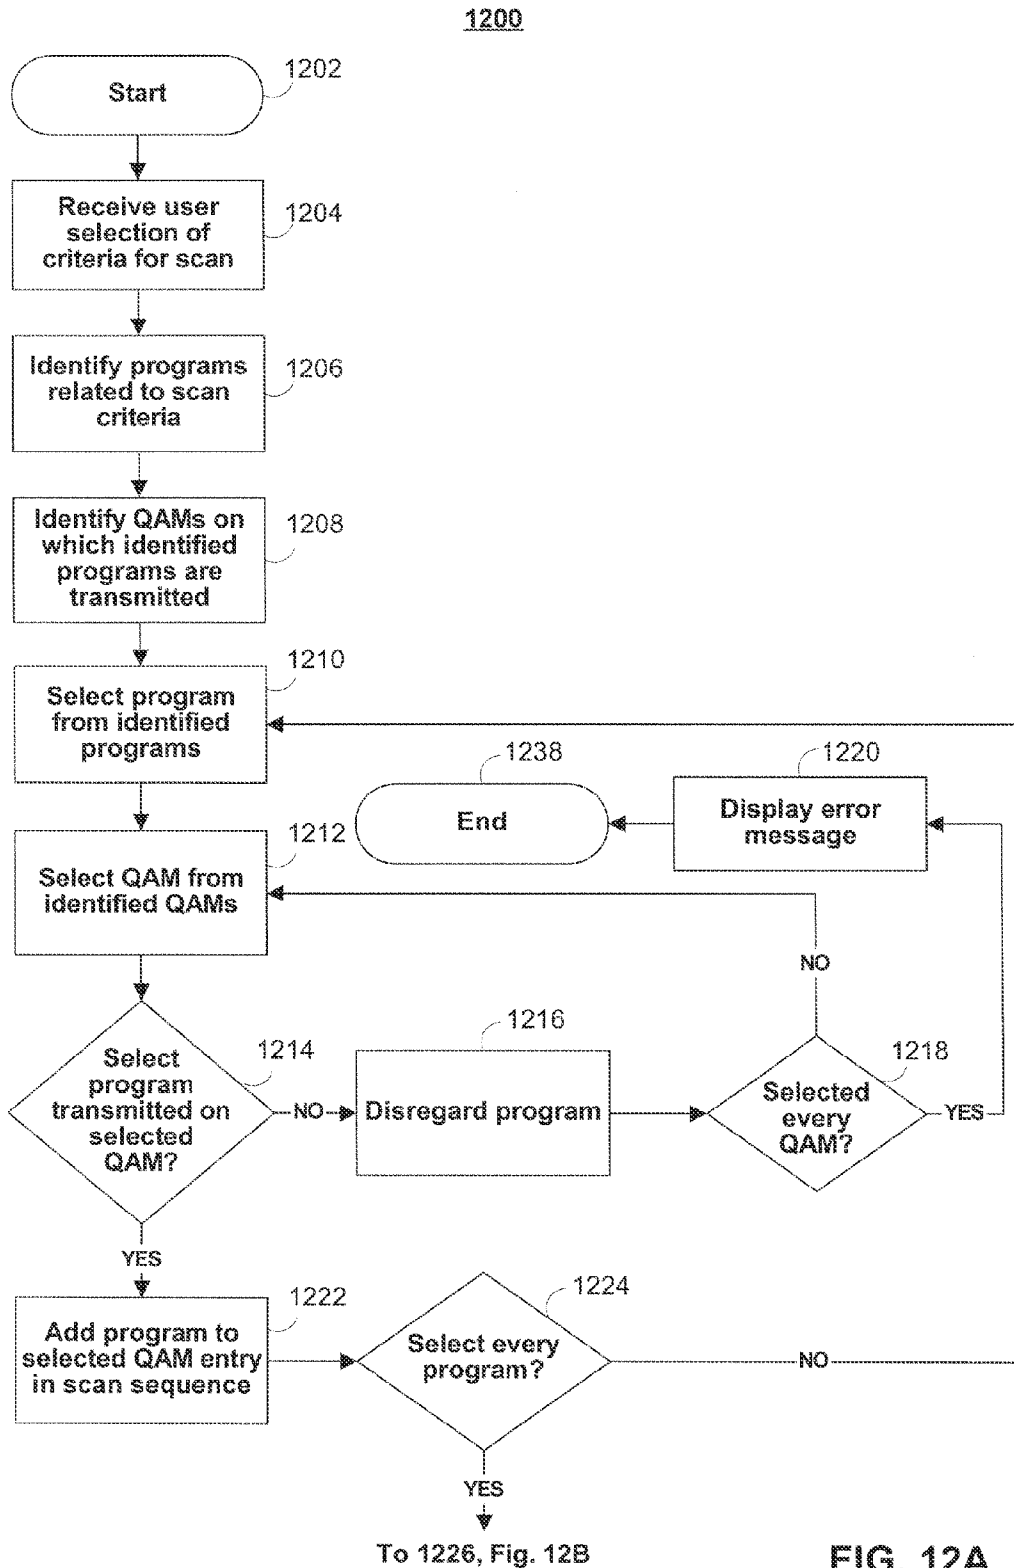 1200
Start
1202
Receive user
selection of
criteria for scan
1204
Identify programs
related to scan
criteria
1206
Identify QAMs on
which identified
programs are
transmitted
1208
Select program
from identified
programs
1210
End
1238
Display error
message
1220
Select QAM from
identified QAMs
1212
NO
Select
program
transmitted on
selected
QAM?
1214
NO
Disregard program
1216
Selected
every
QAM?
1218
YES
YES
Add program to
selected QAM entry
in scan sequence
1222
Select every
program?
1224
NO
YES
To 1226, Fig. 12B
FIG. 12A